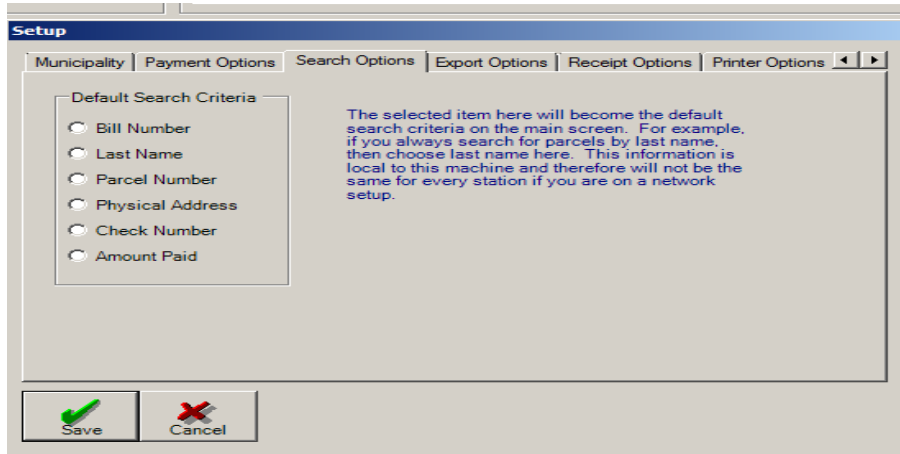 Setup
Municipality Payment Options Search Options Export Options Receipt Options Printer Options
Default Search Criteria
Bill Number
Last Name
Parcel Number
Physical Address
Check Number
Amount Paid
The selected item here will become the default
search criteria on the main screen. For example,
if you always search for parcels by last name,
then choose last name here. This information is
local to this machine and therefore will not be the
same for every station if you are on a network
setup.
Save Cancel